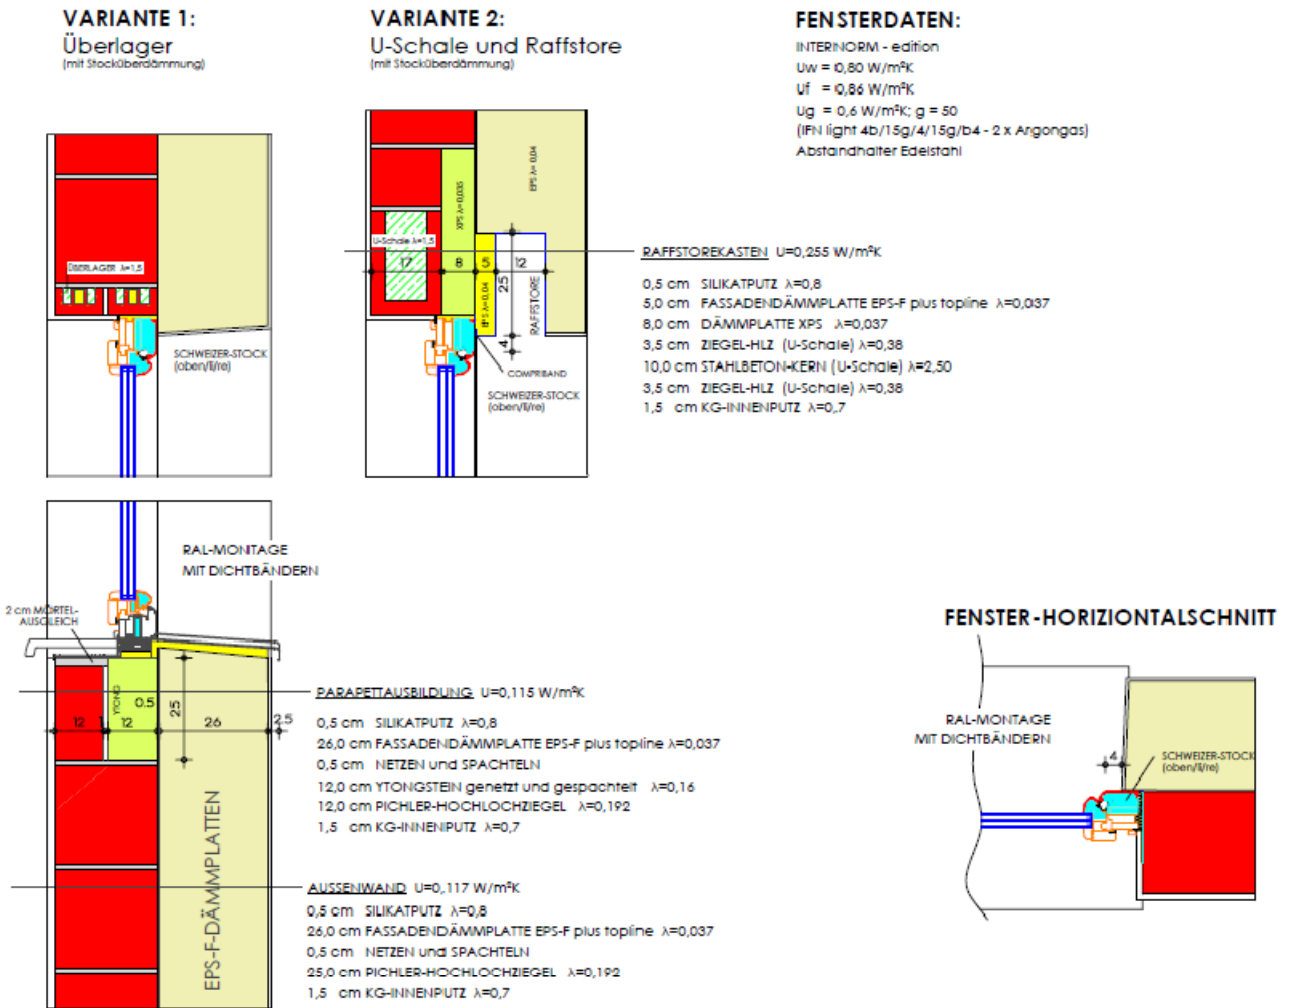 VARIANTE 1:
Überlager
(mit Stocküberdämmung)
VARIANTE 2:
U-Schale und Raffstore
(mit Stocküberdämmung)
FENSTERDATEN:
INTERNORM - edition
Uw = 0,80 W/m²K
Uf = 0,86 W/m²K
Ug = 0,6 W/m²K; g = 50
(IFN light 4b/15g/4/15g/b4 - 2 x Argongas)
Abstandhalter Edelstahl
ÜBERLAGER λ=1,5
SCHWEIZER-STOCK
(oben/li/re)
EPS λ= 0,04
XPS λ=0,035
U-Schale λ=1,5
17
8
5
12
25
EPS λ=0,04
RAFFSTORE
4
COMPRIBAND
SCHWEIZER-STOCK
(oben/li/re)
RAFFSTOREKASTEN U=0,255 W/m²K
0,5 cm SILIKATPUTZ λ=0,8
5,0 cm FASSADENDÄMMPLATTE EPS-F plus topline λ=0,037
8,0 cm DÄMMPLATTE XPS λ=0,037
3,5 cm ZIEGEL-HLZ (U-Schale) λ=0,38
10,0 cm STAHLBETON-KERN (U-Schale) λ=2,50
3,5 cm ZIEGEL-HLZ (U-Schale) λ=0,38
1,5 cm KG-INNENPUTZ λ=0,7
RAL-MONTAGE
MIT DICHTBÄNDERN
2 cm MÖRTEL-
AUSGLEICH
YTONG
0.5
25
12
12
26
2.5
EPS-F-DÄMMPLATTEN
PARAPETTAUSBILDUNG U=0,115 W/m²K
0,5 cm SILIKATPUTZ λ=0,8
26,0 cm FASSADENDÄMMPLATTE EPS-F plus topline λ=0,037
0,5 cm NETZEN und SPACHTELN
12,0 cm YTONGSTEIN genetzt und gespachtelt λ=0,16
12,0 cm PICHLER-HOCHLOCHZIEGEL λ=0,192
1,5 cm KG-INNENPUTZ λ=0,7
AUSSENWAND U=0,117 W/m²K
0,5 cm SILIKATPUTZ λ=0,8
26,0 cm FASSADENDÄMMPLATTE EPS-F plus topline λ=0,037
0,5 cm NETZEN und SPACHTELN
25,0 cm PICHLER-HOCHLOCHZIEGEL λ=0,192
1,5 cm KG-INNENPUTZ λ=0,7
FENSTER-HORIZIONTALSCHNITT
RAL-MONTAGE
MIT DICHTBÄNDERN
4
SCHWEIZER-STOCK
(oben/li/re)